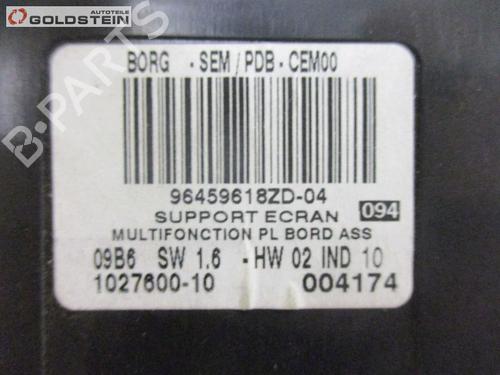 Autoteile
GOLDSTEIN
B-PARTS
BORG - SEM / PDB - CEM00
96459618ZD-04
SUPPORT ECRAN 094
MULTIFONCTION PL BORD ASS
09B6 SW 1.6 - HW 02 IND 10
1027600-10 004174